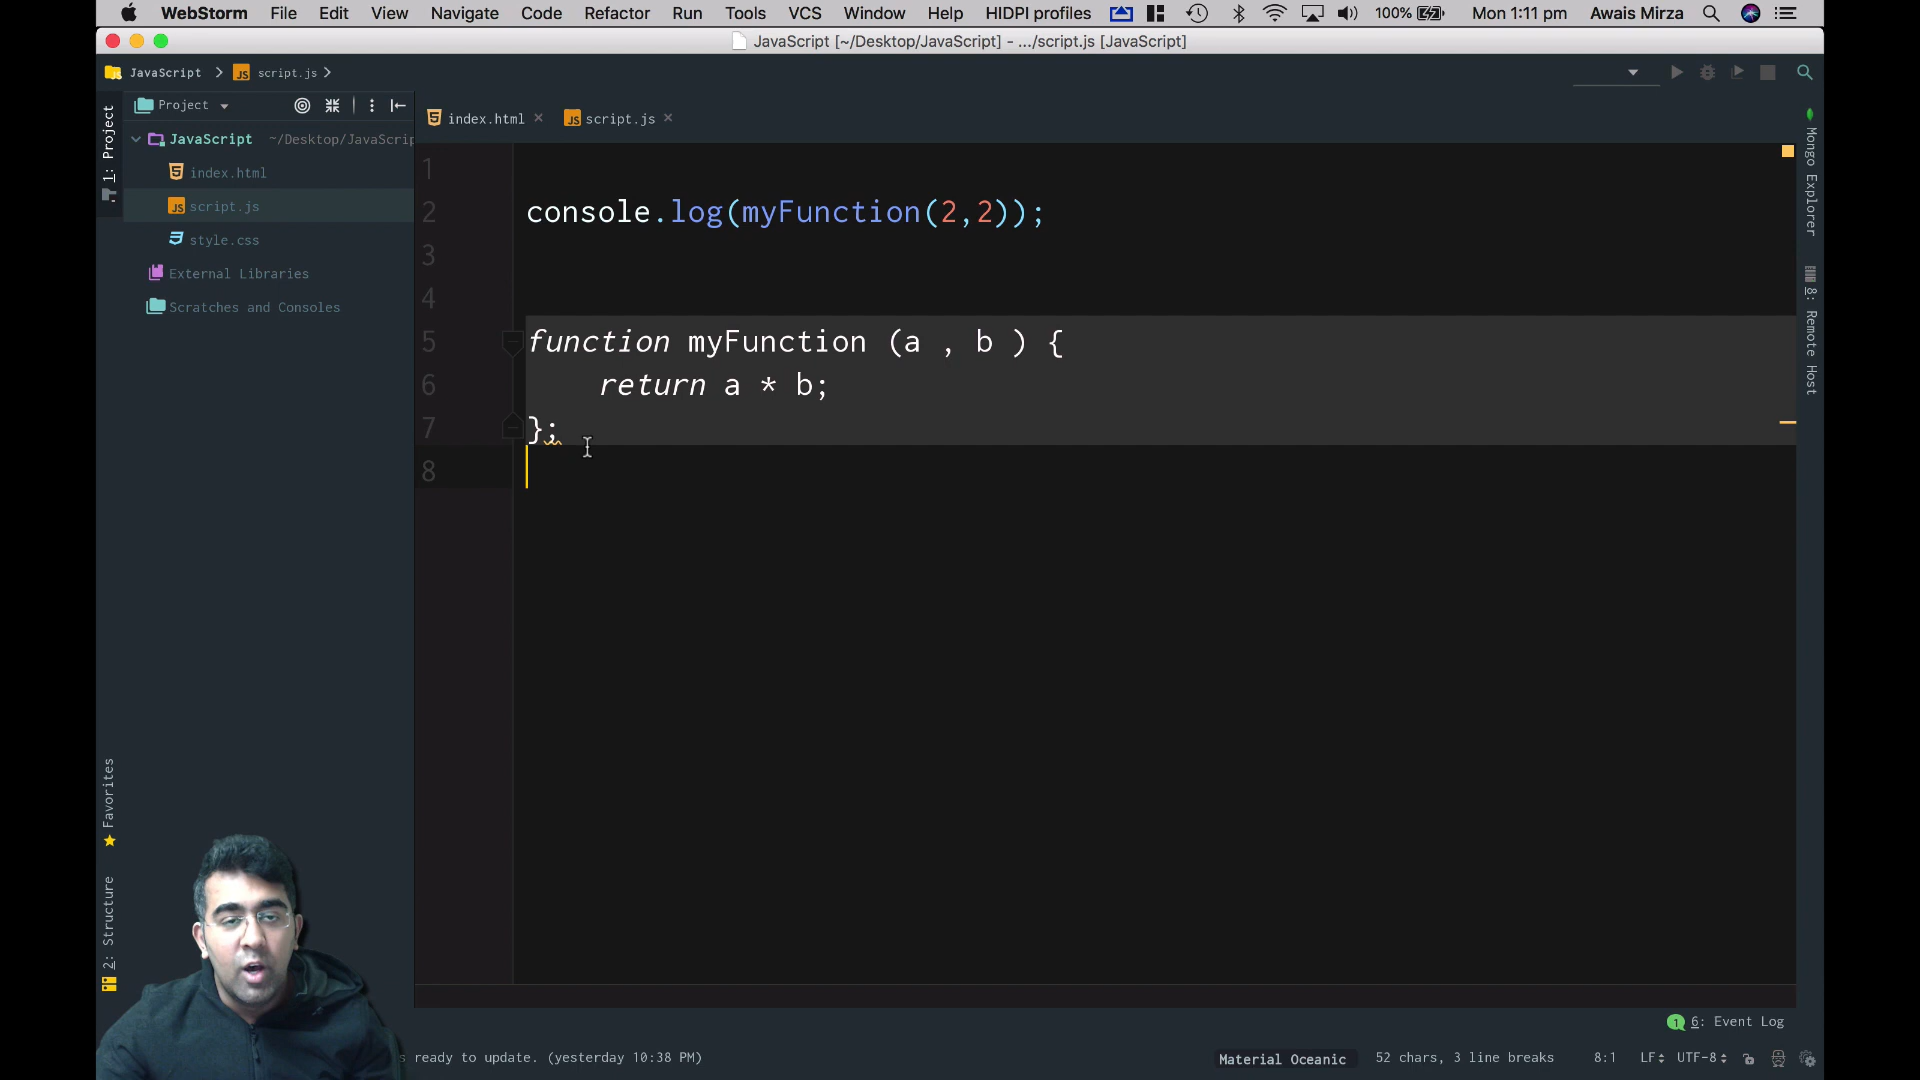 WebStorm File Edit View Navigate Code Refactor Run Tools VCS Window Help HIDPI profiles 100% Mon 1:11 pm Awais Mirza
JavaScript [~/Desktop/JavaScript] - .../script.js [JavaScript]
JavaScript script.js
Project
index.html
script.js
JavaScript ~/Desktop/JavaScrip
index.html
script.js
style.css
External Libraries
Scratches and Consoles
1: Project
2: Structure
Favorites
1
2 console.log(myFunction(2,2));
3
4
5 function myFunction (a , b ) {
6 return a * b;
7 };
8
Mongo Explorer
8: Remote Host
1 6: Event Log
s ready to update. (yesterday 10:38 PM)
Material Oceanic 52 chars, 3 line breaks 8:1 LF UTF-8